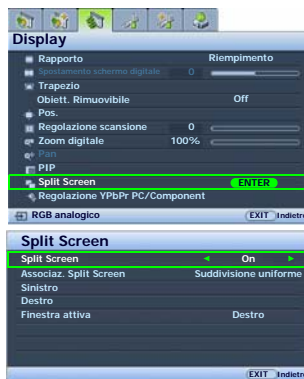 Display
Rapporto Riempimento
Spostamento schermo digitale 0
Trapezio
Obiett. Rimuovibile Off
Pos.
Regolazione scansione 0
Zoom digitale 100%
Pan
PIP
Split Screen ENTER
Regolazione YPbPr PC/Component
RGB analogico EXIT Indietro
Split Screen
Split Screen On
Associaz. Split Screen Suddivisione uniforme
Sinistro
Destro
Finestra attiva Destro
EXIT Indietro